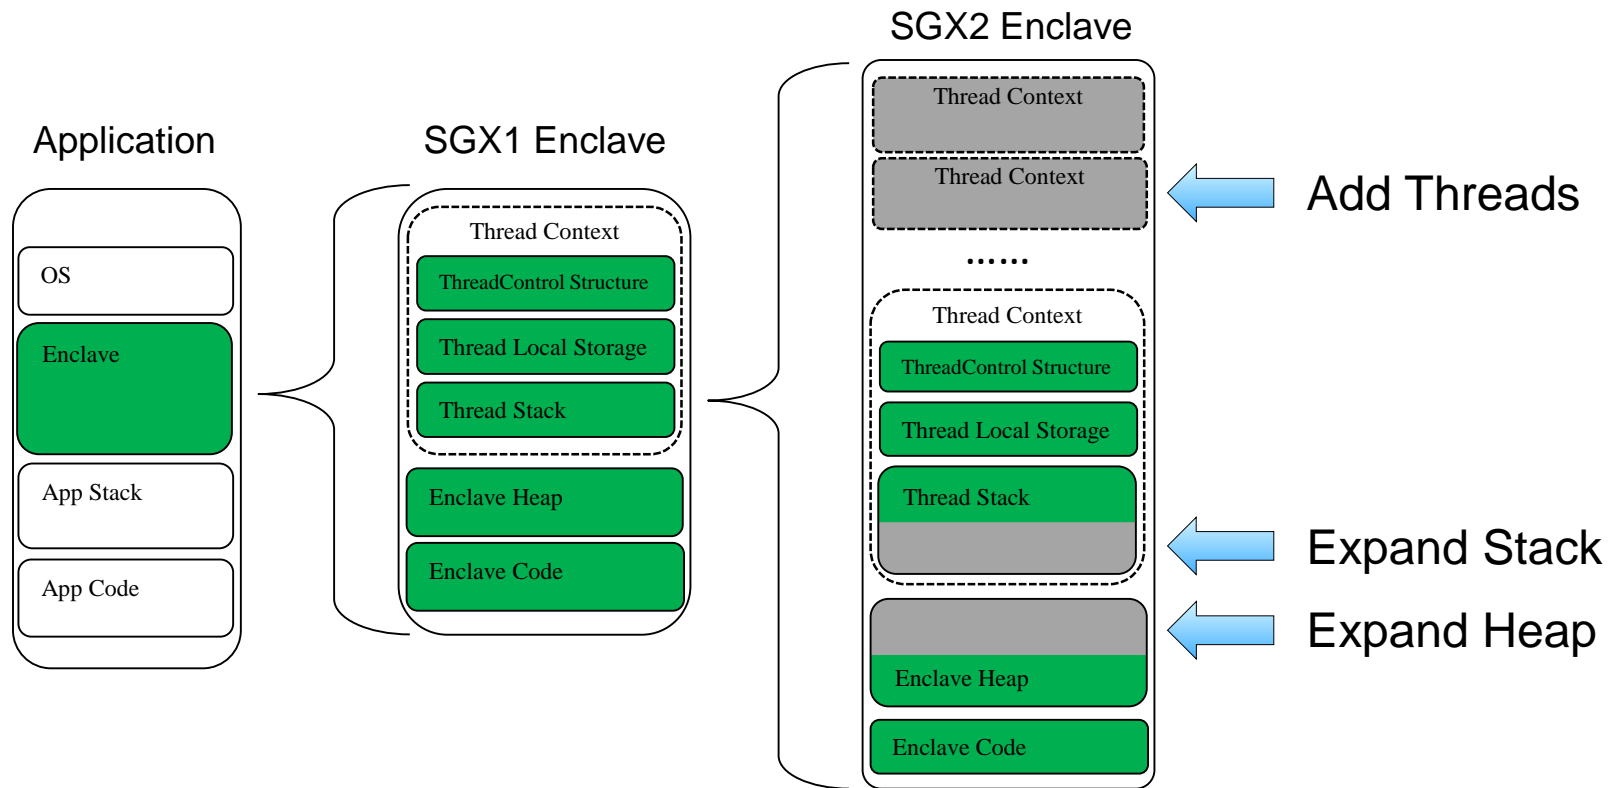 Application
OS
Enclave
App Stack
App Code
SGX1 Enclave
Thread Context
ThreadControl Structure
Thread Local Storage
Thread Stack
Enclave Heap
Enclave Code
SGX2 Enclave
Thread Context
Thread Context
......
Thread Context
ThreadControl Structure
Thread Local Storage
Thread Stack
Enclave Heap
Enclave Code
Add Threads
Expand Stack
Expand Heap